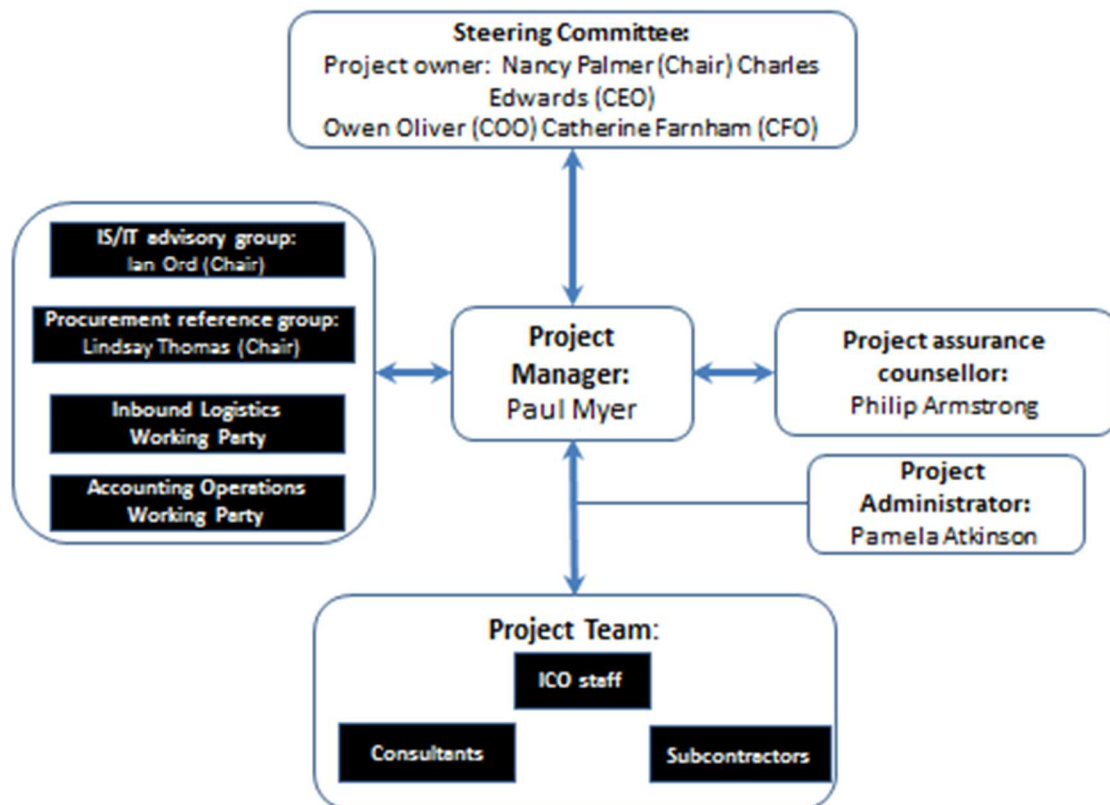 Steering Committee:
Project owner: Nancy Palmer (Chair) Charles
Edwards (CEO)
Owen Oliver (COO) Catherine Farnham (CFO)
IS/IT advisory group:
Ian Ord (Chair)
Procurement reference group:
Lindsay Thomas (Chair)
Inbound Logistics
Working Party
Accounting Operations
Working Party
Project
Manager:
Paul Myer
Project assurance
counsellor:
Philip Armstrong
Project
Administrator:
Pamela Atkinson
Project Team:
ICO staff
Consultants
Subcontractors